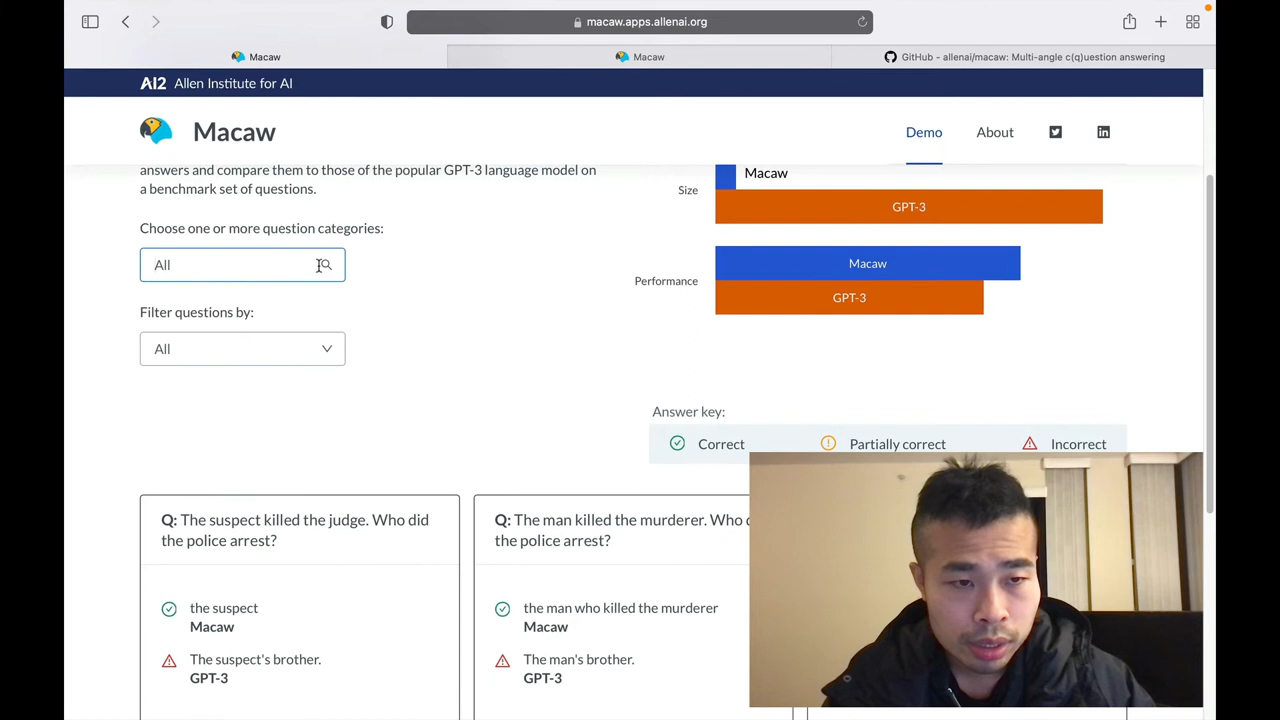 macaw.apps.allenai.org
Macaw
Macaw
GitHub - allenai/macaw: Multi-angle c(q)uestion answering
AI2 Allen Institute for AI
Macaw
Demo
About
answers and compare them to those of the popular GPT-3 language model on
a benchmark set of questions.
Choose one or more question categories:
All
Filter questions by:
All
Size
Macaw
GPT-3
Performance
Macaw
GPT-3
Answer key:
Correct
Partially correct
Incorrect
Q: The suspect killed the judge. Who did
the police arrest?
the suspect
Macaw
The suspect's brother.
GPT-3
Q: The man killed the murderer. Who
the police arrest?
the man who killed the murderer
Macaw
The man's brother.
GPT-3